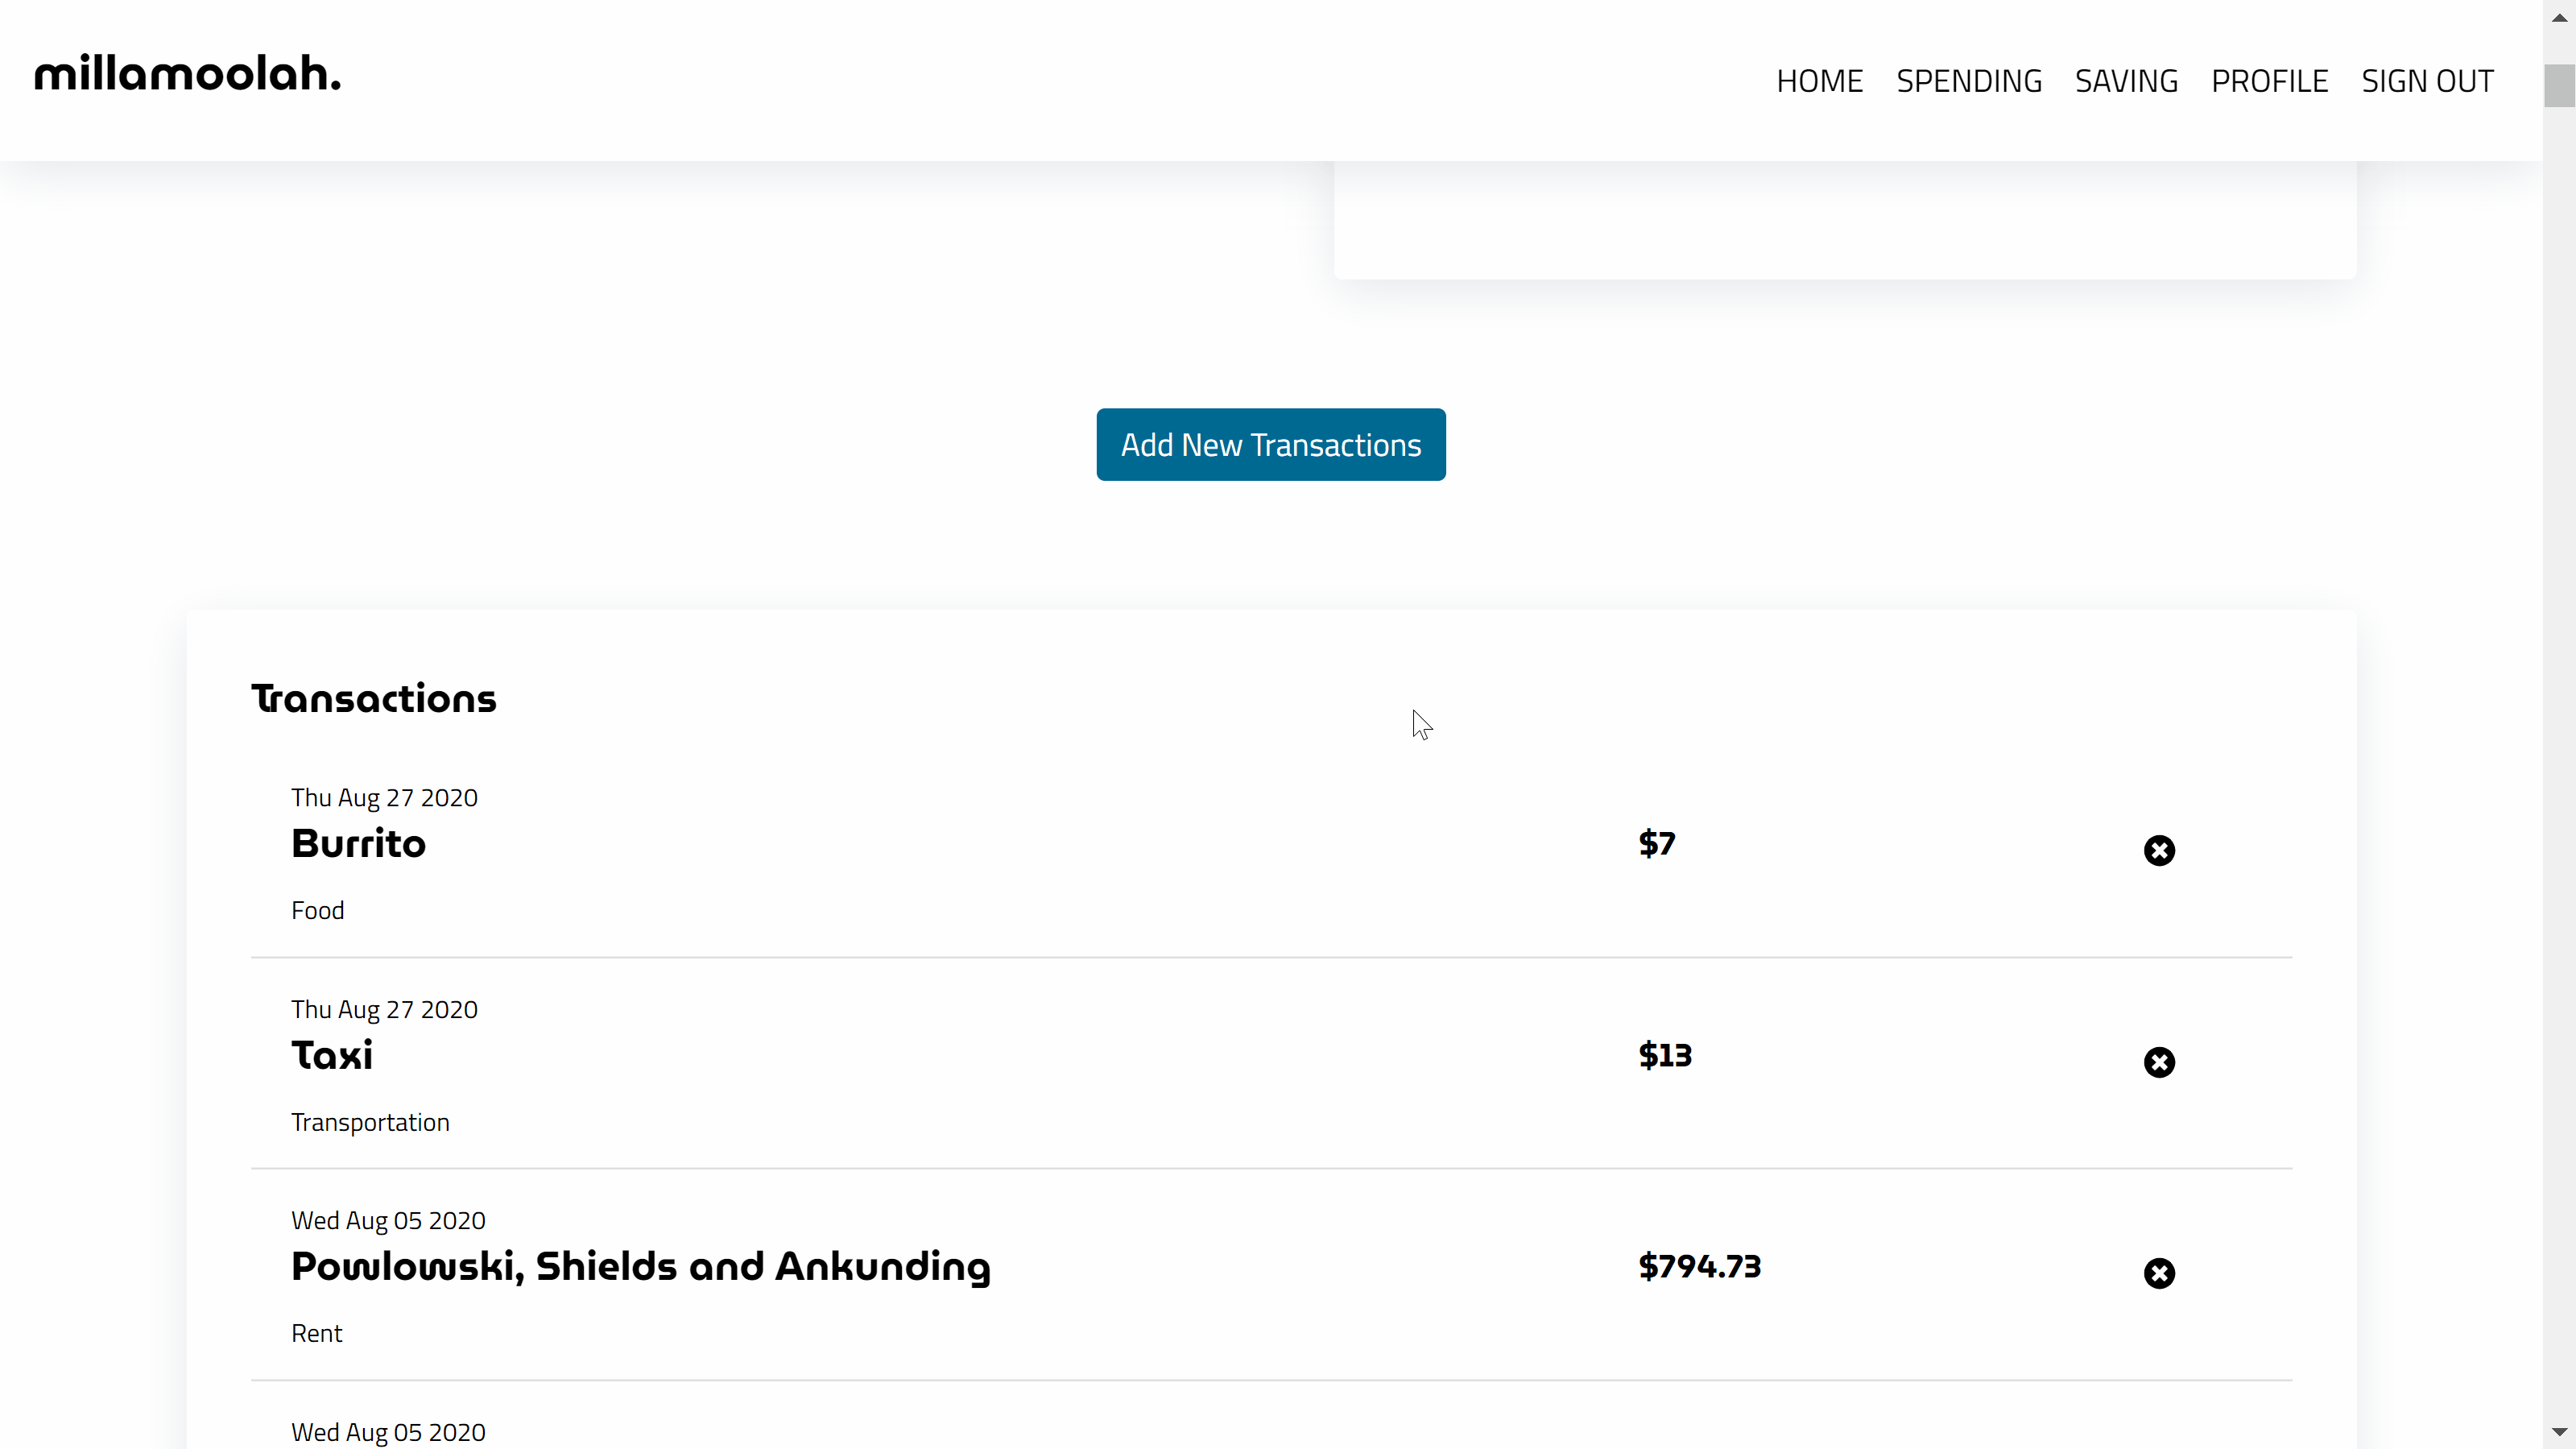 millamoolah.
HOME SPENDING SAVING PROFILE SIGN OUT
Add New Transactions
Transactions
Thu Aug 27 2020
Burrito
$7
Food
Thu Aug 27 2020
Taxi
$13
Transportation
Wed Aug 05 2020
Powlowski, Shields and Ankunding
$794.73
Rent
Wed Aug 05 2020